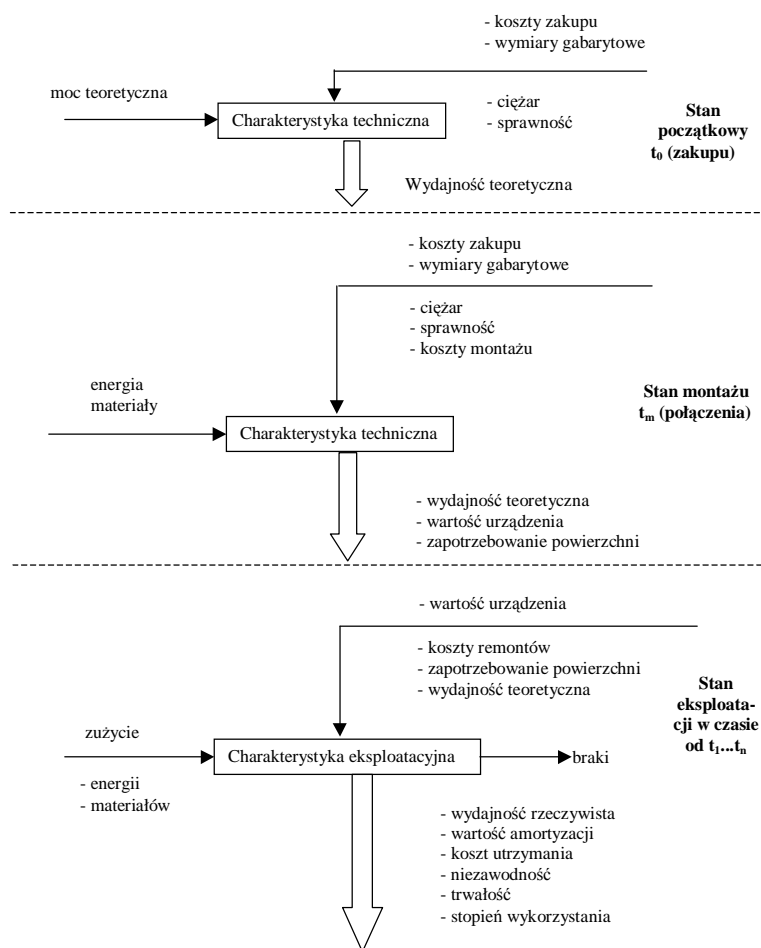 - koszty zakupu
- wymiary gabarytowe
moc teoretyczna
Charakterystyka techniczna
- ciężar
- sprawność
Stan
początkowy
t₀ (zakupu)
Wydajność teoretyczna
- koszty zakupu
- wymiary gabarytowe
- ciężar
- sprawność
- koszty montażu
energia
materiały
Stan montażu
tₘ (połączenia)
Charakterystyka techniczna
- wydajność teoretyczna
- wartość urządzenia
- zapotrzebowanie powierzchni
- wartość urządzenia
- koszty remontów
- zapotrzebowanie powierzchni
- wydajność teoretyczna
Stan
eksploata-
cji w czasie
od t₁...tₙ
zużycie
Charakterystyka eksploatacyjna
braki
- energii
- materiałów
- wydajność rzeczywista
- wartość amortyzacji
- koszt utrzymania
- niezawodność
- trwałość
- stopień wykorzystania